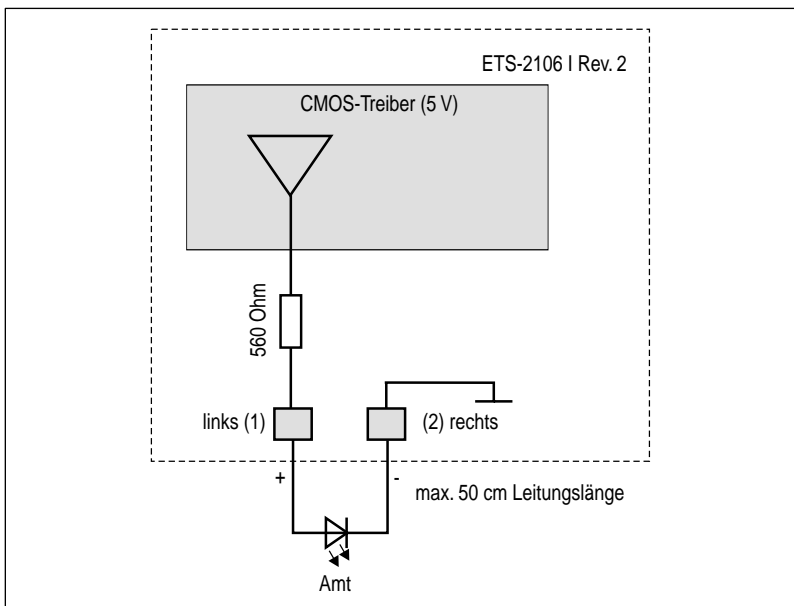 ETS-2106 I Rev. 2
CMOS-Treiber (5 V)
560 Ohm
links (1)
(2) rechts
+
-
max. 50 cm Leitungslänge
Amt